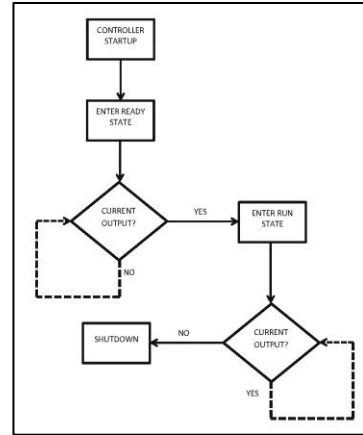 CONTROLLER
STARTUP
ENTER READY
STATE
CURRENT
OUTPUT?
YES
NO
ENTER RUN
STATE
CURRENT
OUTPUT?
NO
YES
SHUTDOWN